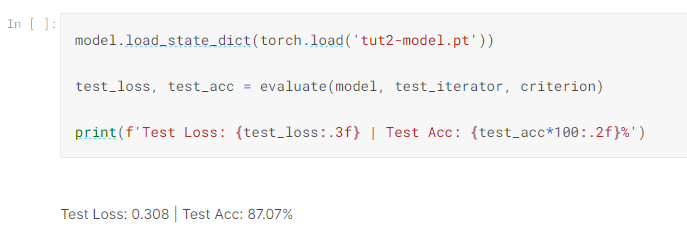 In [ ]:
model.load_state_dict(torch.load('tut2-model.pt'))
test_loss, test_acc = evaluate(model, test_iterator, criterion)
print(f'Test Loss: {test_loss:.3f} | Test Acc: {test_acc*100:.2f}%')
Test Loss: 0.308 | Test Acc: 87.07%